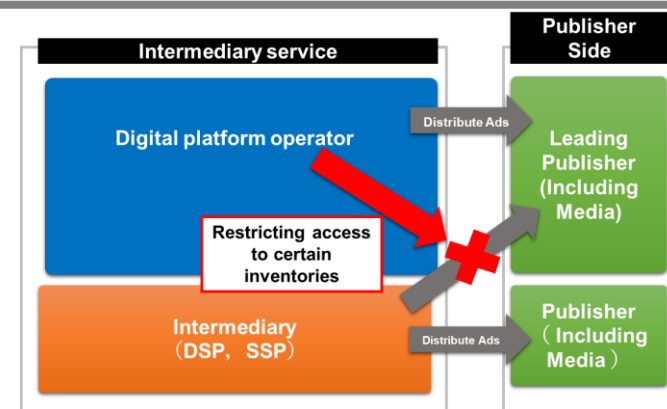 Intermediary service
Publisher
Side
Digital platform operator
Distribute Ads
Leading
Publisher
(Including
Media)
Restricting access
to certain
inventories
Intermediary
（DSP，SSP）
Distribute Ads
Publisher
（Including
Media）